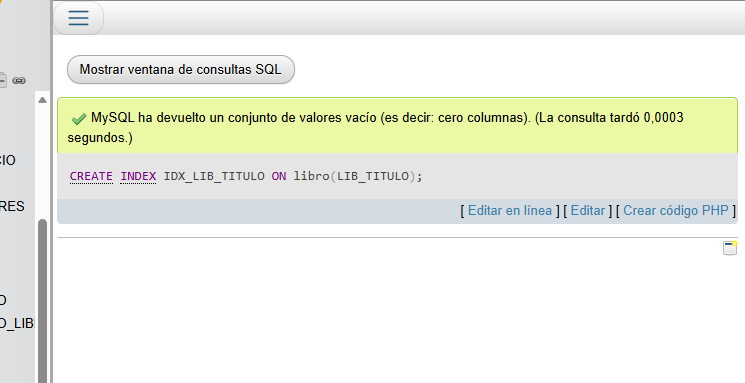 Mostrar ventana de consultas SQL
MySQL ha devuelto un conjunto de valores vacío (es decir: cero columnas). (La consulta tardó 0,0003
segundos.)
CIO
CREATE INDEX IDX_LIB_TITULO ON libro(LIB_TITULO);
RES
[ Editar en línea ] [ Editar ] [ Crear código PHP ]
O
O_LIB